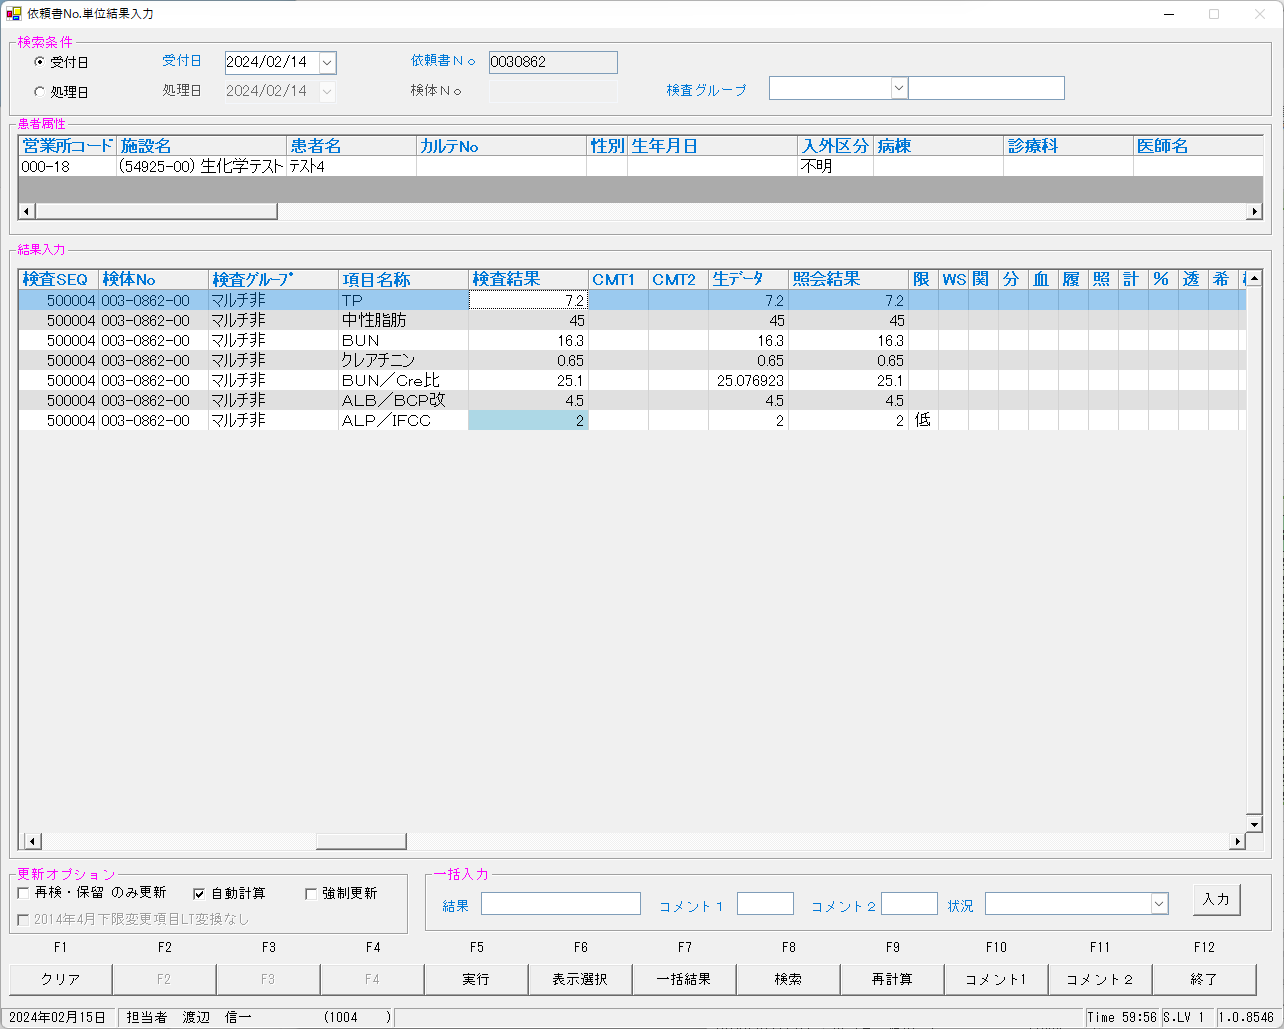 依頼書No.単位結果入力
検索条件
受付日 受付日 2024/02/14 依頼書Ｎｏ 0030862
処理日 処理日 2024/02/14 検体Ｎｏ 検査グループ
患者属性
営業所コード 施設名 患者名 カルテNo 性別 生年月日 入外区分 病棟 診療科 医師名
000-18 (54925-00) 生化学テスト ﾃｽﾄ4 不明
結果入力
検査SEQ 検体No 検査ｸﾞﾙｰﾌﾟ 項目名称 検査結果 CMT1 CMT2 生ﾃﾞｰﾀ 照会結果 限 WS 関 分 血 履 照 計 % 透 希
500004 003-0862-00 マルチ非 ＴＰ 7.2 7.2 7.2
500004 003-0862-00 マルチ非 中性脂肪 45 45 45
500004 003-0862-00 マルチ非 ＢＵＮ 16.3 16.3 16.3
500004 003-0862-00 マルチ非 クレアチニン 0.65 0.65 0.65
500004 003-0862-00 マルチ非 ＢＵＮ／Ｃｒｅ比 25.1 25.076923 25.1
500004 003-0862-00 マルチ非 ＡＬＢ／ＢＣＰ改 4.5 4.5 4.5
500004 003-0862-00 マルチ非 ＡＬＰ／ＩＦＣＣ 2 2 2 低
更新オプション 一括入力
再検・保留 のみ更新 自動計算 強制更新
結果 コメント１ コメント２ 状況 入力
2014年4月下限変更項目LT変換なし
F1 F2 F3 F4 F5 F6 F7 F8 F9 F10 F11 F12
クリア F2 F3 F4 実行 表示選択 一括結果 検索 再計算 コメント1 コメント２ 終了
2024年02月15日 担当者 渡辺 信一 (1004 ) Time 59:56 S.LV 1 1.0.8546